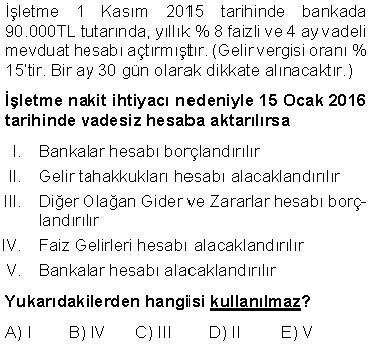 İşletme 1 Kasım 2015 tarihinde bankada
90.000TL tutarında, yıllık % 8 faizli ve 4 ay vadeli
mevduat hesabı açtırmıştır. (Gelir vergisi oranı %
15'tir. Bir ay 30 gün olarak dikkate alınacaktır.)
İşletme nakit ihtiyacı nedeniyle 15 Ocak 2016
tarihinde vadesiz hesaba aktarılırsa
I. Bankalar hesabı borçlandırılır
II. Gelir tahakkukları hesabı alacaklandırılır
III. Diğer Olağan Gider ve Zararlar hesabı borç-
landırılır
IV. Faiz Gelirleri hesabı alacaklandırılır
V. Bankalar hesabı alacaklandırılır
Yukarıdakilerden hangisi kullanılmaz?
A) I B) IV C) III D) II E) V